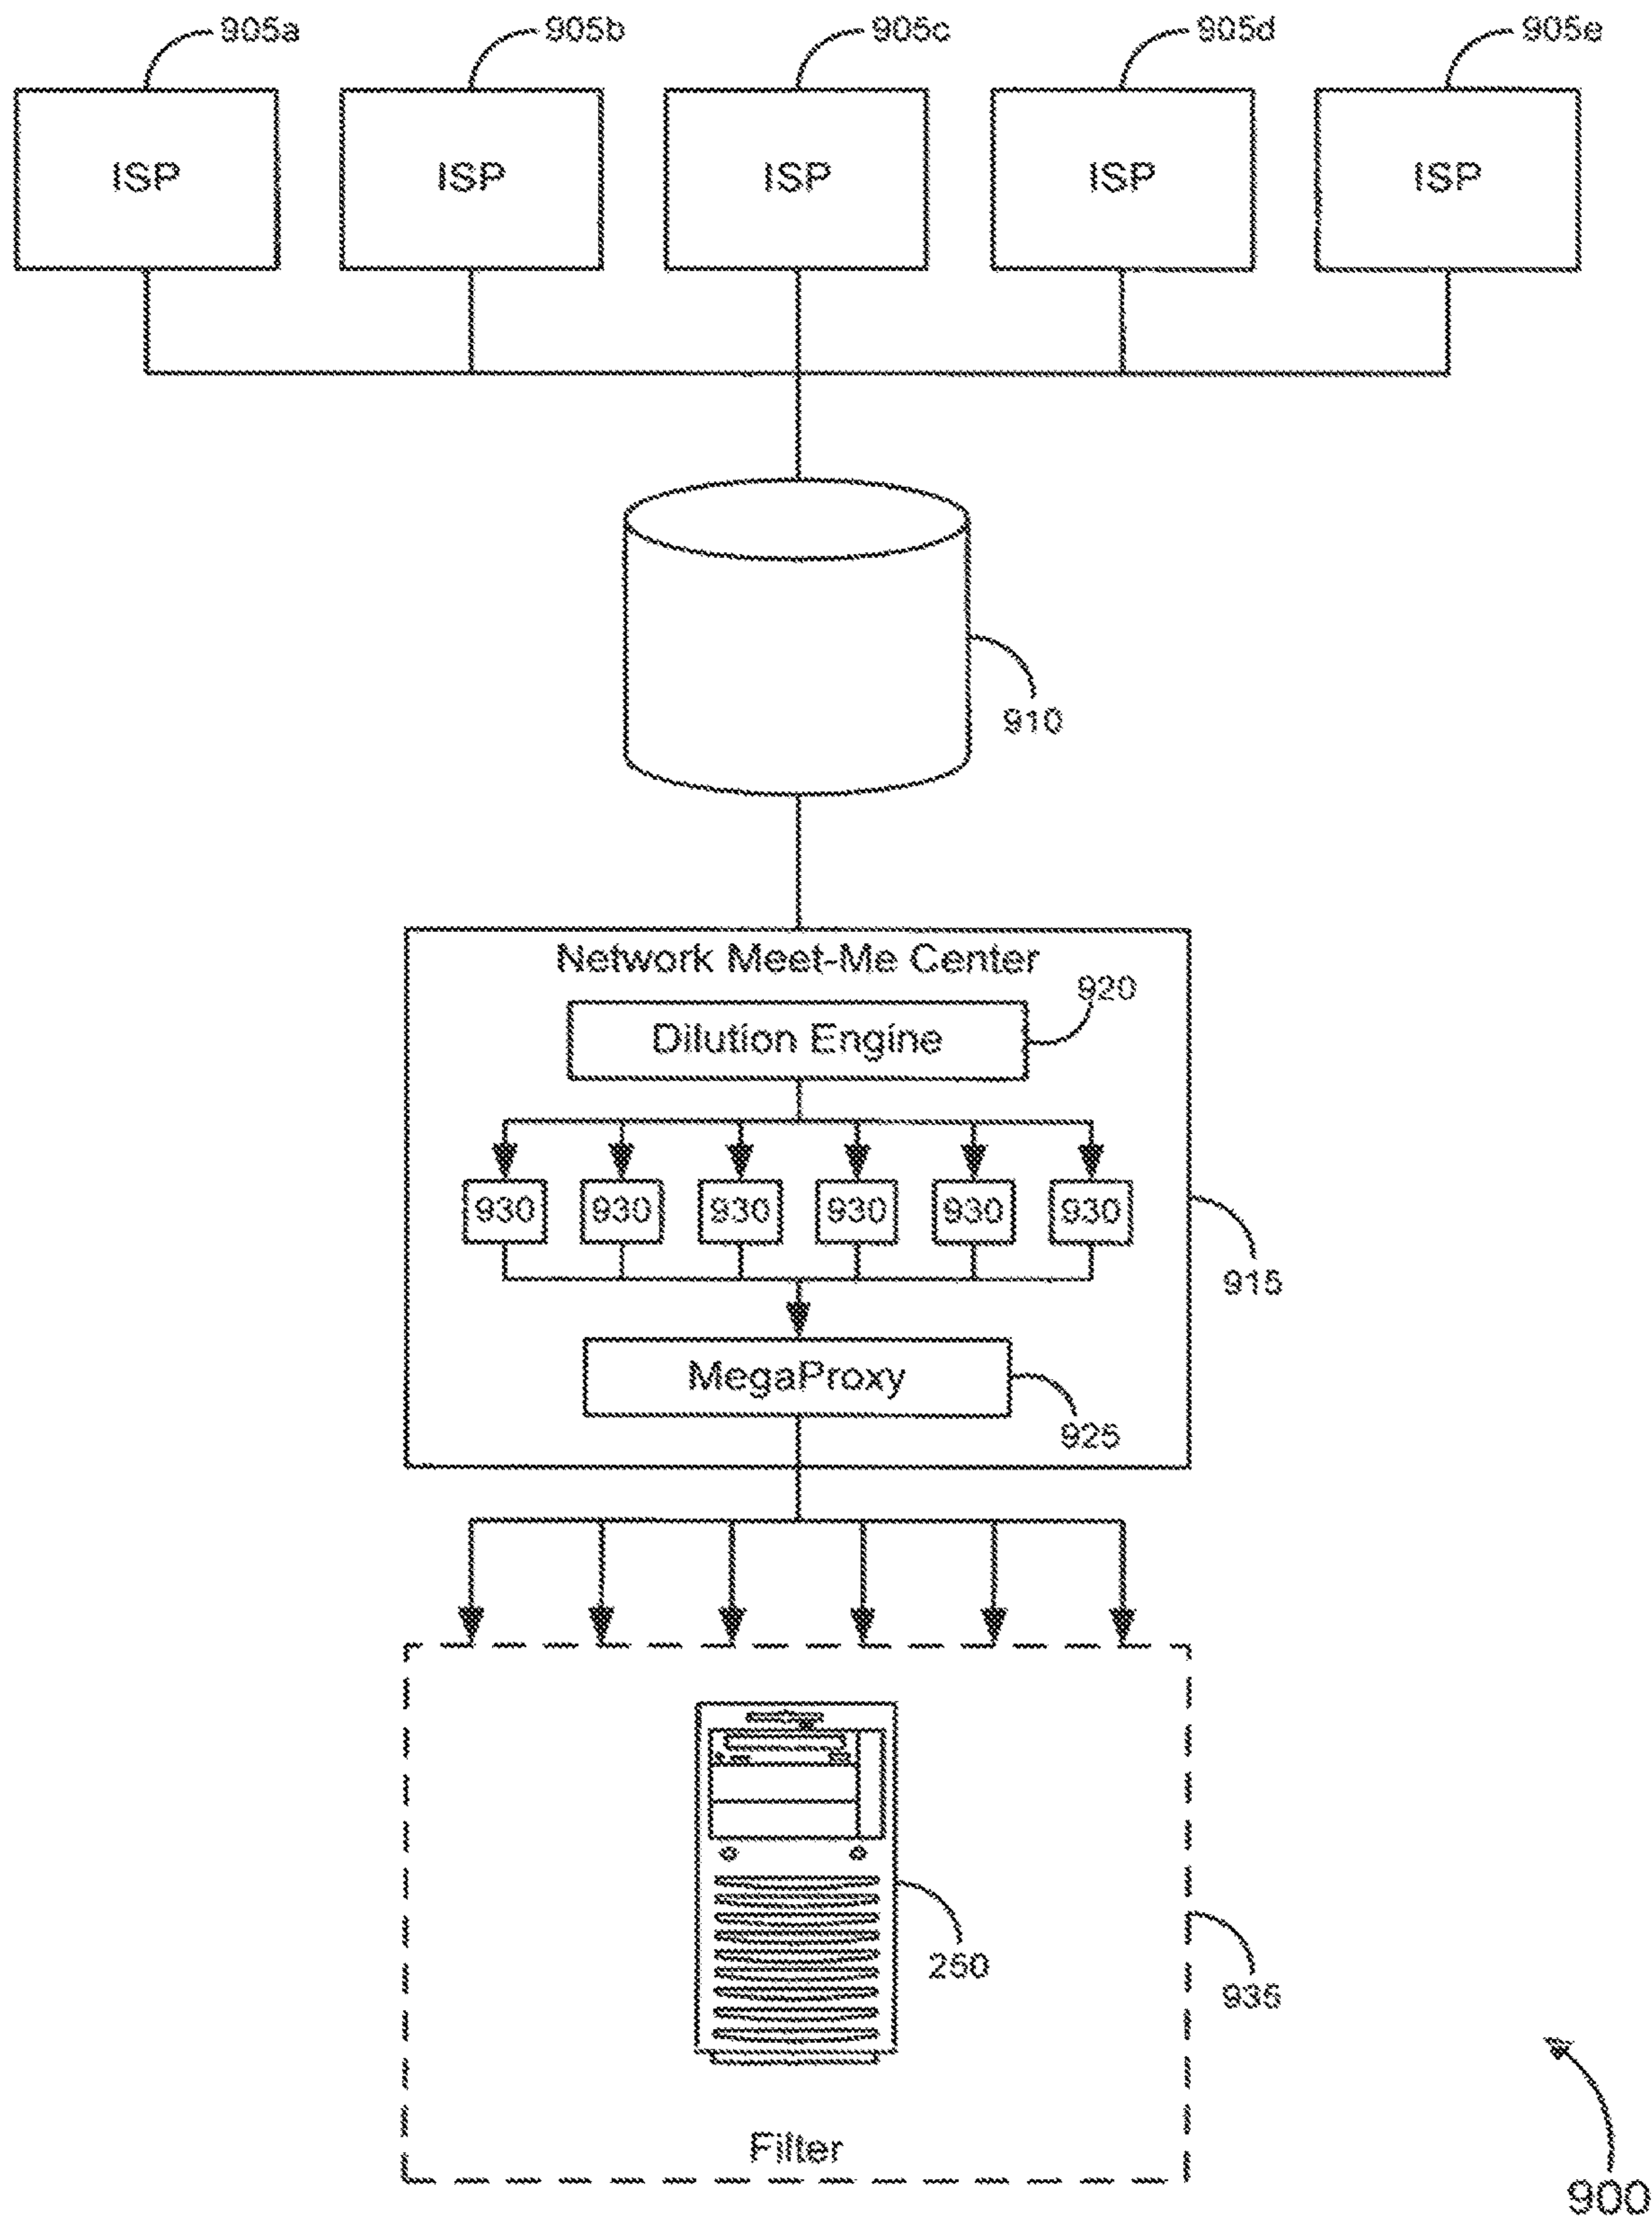 905a 905b 905c 905d 905e
ISP ISP ISP ISP ISP
910
Network Meet-Me Center
920
Dilution Engine
930 930 930 930 930 930
915
MegaProxy
925
250
935
Filter
900